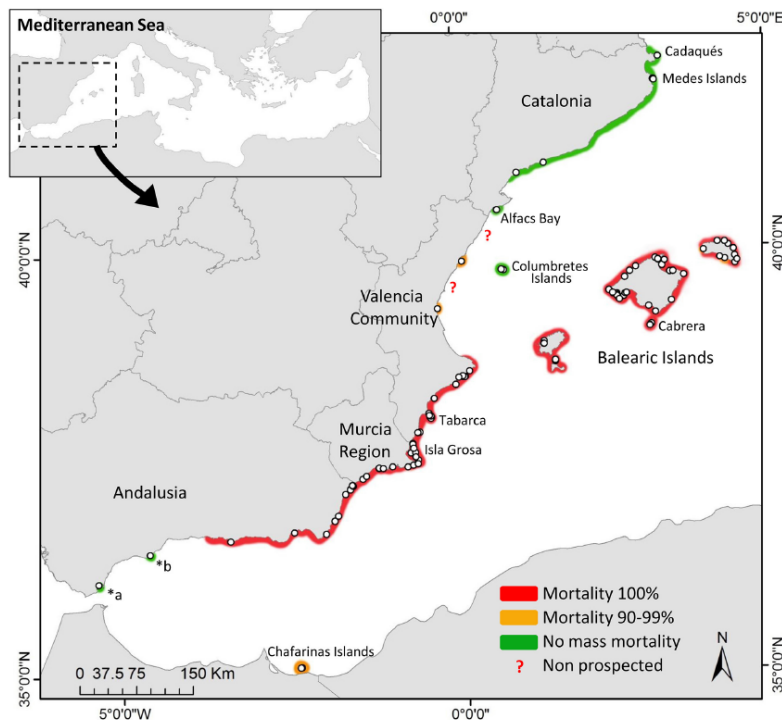 Mediterranean Sea
0°0'0"
5°0'0"E
Cadaqués
Medes Islands
Catalonia
Alfacs Bay
?
40°0'0"N
40°0'0"N
Columbretes
Islands
?
Valencia
Community
Cabrera
Balearic Islands
Tabarca
Murcia
Region
Isla Grosa
Andalusia
*b
*a
Mortality 100%
Mortality 90-99%
No mass mortality
? Non prospected
N
Chafarinas Islands
0 37.5 75 150 Km
35°0'0"N
35°0'0"N
5°0'0"W
0°0'0"